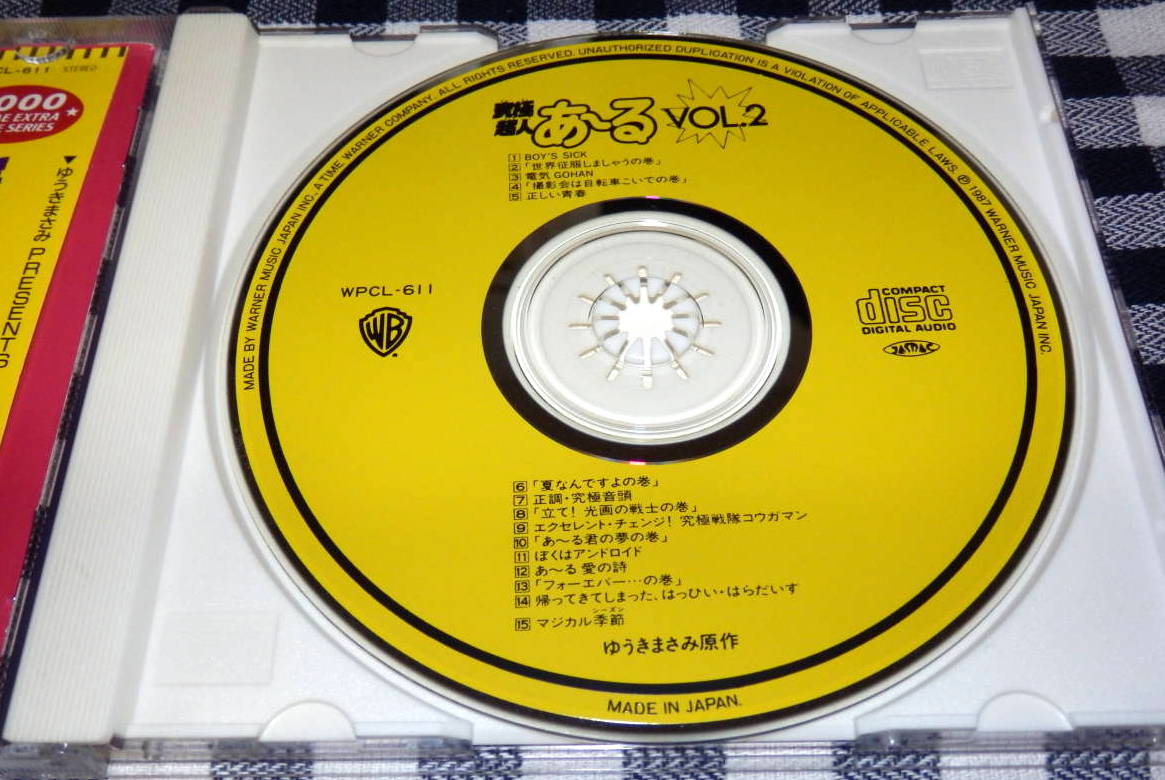 CL-611 STEREO
000
E EXTRA
E SERIES
★
▼ゆうきまさみ PRESENTS
MADE BY WARNER MUSIC JAPAN INC., A TIME WARNER COMPANY. ALL RIGHTS RESERVED. UNAUTHORIZED DUPLICATION IS A VIOLATION OF APPLICABLE LAWS. Ⓟ1987 WARNER MUSIC JAPAN INC.
究極超人あ〜る VOL.2
1 BOY'S SICK
2 「世界征服しましゃうの巻」
3 電気 GOHAN
4 「撮影会は自転車こいでの巻」
5 正しい青春
WPCL-611
WB
COMPACT
disc
DIGITAL AUDIO
JASRAC
6 「夏なんですよの巻」
7 正調・究極音頭
8 「立て! 光画の戦士の巻」
9 エクセレント・チェンジ! 究極戦隊コウガマン
10 「あ〜る君の夢の巻」
11 ぼくはアンドロイド
12 あ〜る 愛の詩
13 「フォーエバー…の巻」
14 帰ってきてしまった、はっぴい・はらだいす
シーズン
15 マジカル季節
ゆうきまさみ原作
MADE IN JAPAN.